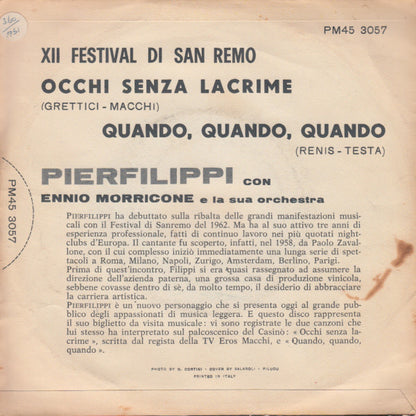 PM45 3057
XII FESTIVAL DI SAN REMO
OCCHI SENZA LACRIME
(GRETTICI - MACCHI)
QUANDO, QUANDO, QUANDO
(RENIS - TESTA)
PIERFILIPPI CON
ENNIO MORRICONE e la sua orchestra
PIERFILIPPI ha debuttato sulla ribalta delle grandi manifestazioni musi-
cali con il Festival di Sanremo del 1962. Ma ha al suo attivo tre anni di
esperienza professionale, fatti di continuo lavoro nei più quotati night-
clubs d'Europa. Il cantante fu scoperto, infatti, nel 1958, da Paolo Zaval-
lone, con il cui complesso iniziò immediatamente una lunga serie di spet-
tacoli a Roma, Milano, Napoli, Zurigo, Amsterdam, Berlino, Parigi.
Prima di quest'incontro, Filippi si era quasi rassegnato ad assumere la
direzione dell'azienda paterna, una grossa casa di produzione vinicola,
sebbene covasse dentro di sè, da molto tempo, il desiderio di abbracciare
la carriera artistica.
PIERFILIPPI è un nuovo personaggio che si presenta oggi al grande pub-
blico degli appassionati di musica leggera. E questo disco rappresenta
il suo biglietto da visita musicale: vi sono registrate le due canzoni che
lui stesso ha interpretato sul palcoscenico del Casinò: « Occhi senza la-
crime », scritta dal regista della TV Eros Macchi, e « Quando, quando,
quando ».
PHOTO BY G. CORTINI - COVER BY VALAROLI - PILUDU
PRINTED IN ITALY
PM45 3057